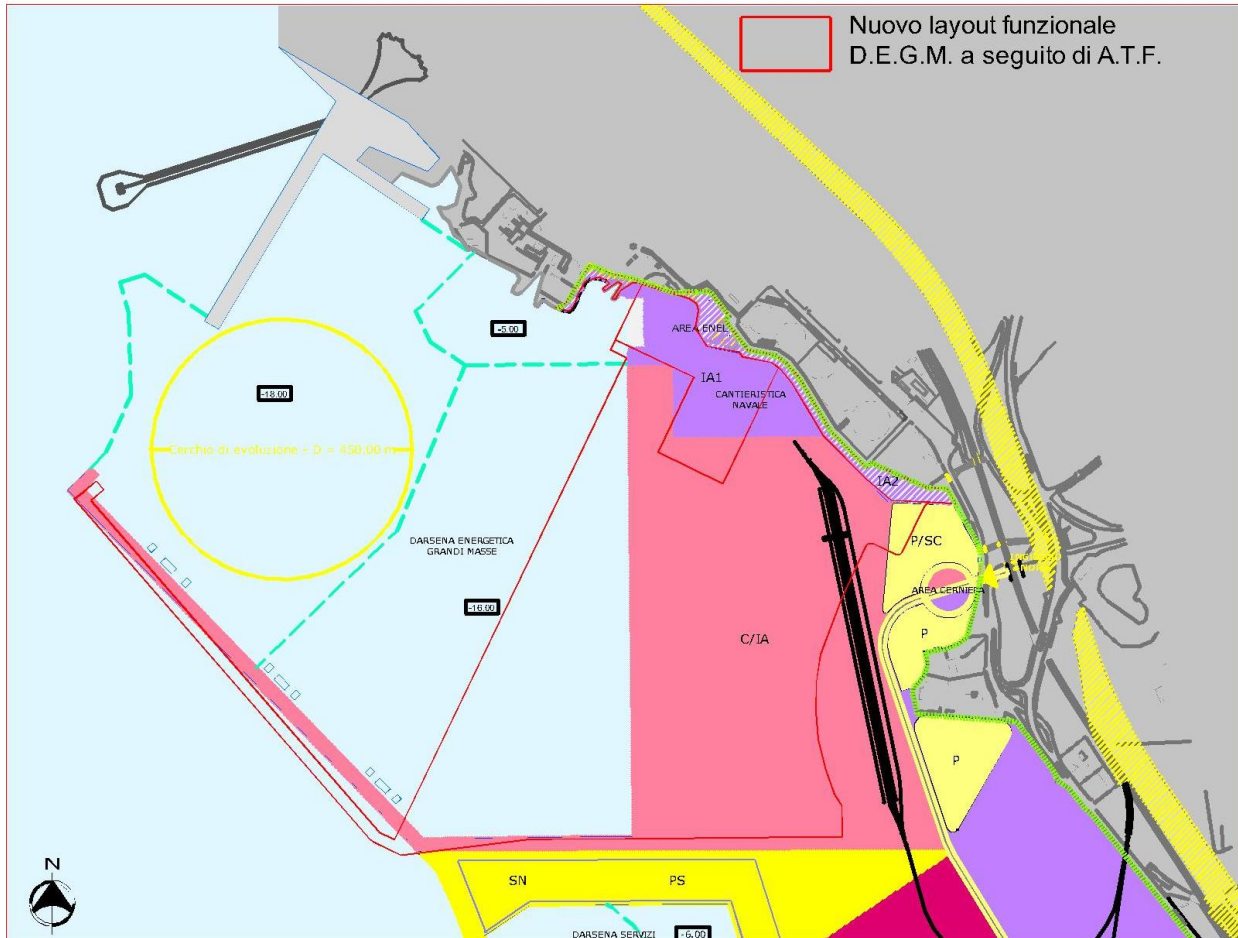 Nuovo layout funzionale
D.E.G.M. a seguito di A.T.F.
AREA ENEL
-5.00
IA1
CANTIERISTICA
NAVALE
-18.00
Cerchio di evoluzione - D = 450.00 m
IA2
DARSENA ENERGETICA
GRANDI MASSE
P/SC
AREA CERNIERA
-16.00
C/IA
P
P
N
SN
PS
DARSENA SERVIZI
-6.00